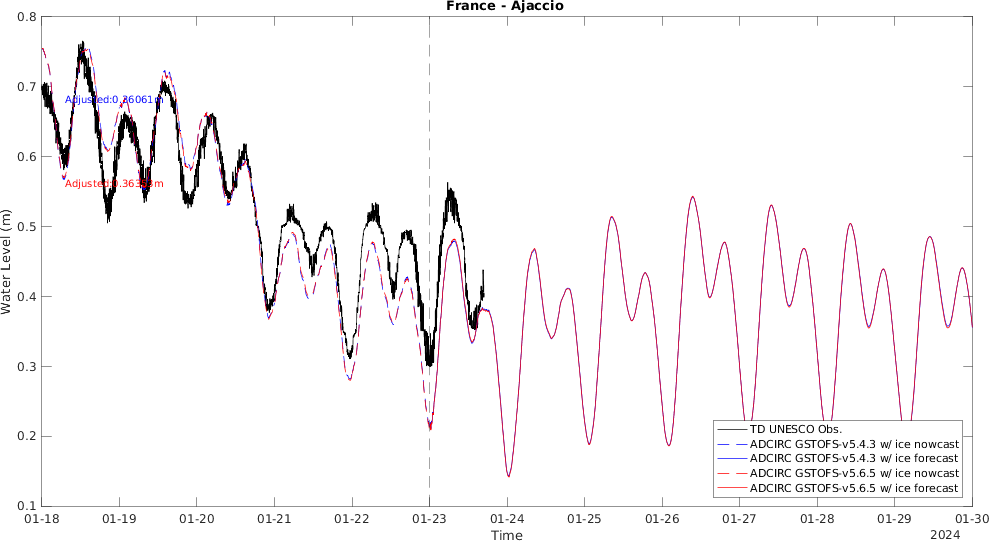 France - Ajaccio
0.8
0.7
0.6
0.5
0.4
0.3
0.2
0.1
Water Level (m)
Adjusted:0.36061m
TD UNESCO Obs.
ADCIRC GSTOFS-v5.4.3 w/ ice nowcast
ADCIRC GSTOFS-v5.4.3 w/ ice forecast
ADCIRC GSTOFS-v5.6.5 w/ ice nowcast
ADCIRC GSTOFS-v5.6.5 w/ ice forecast
01-18 01-19 01-20 01-21 01-22 01-23 01-24 01-25 01-26 01-27 01-28 01-29 01-30
Time
2024